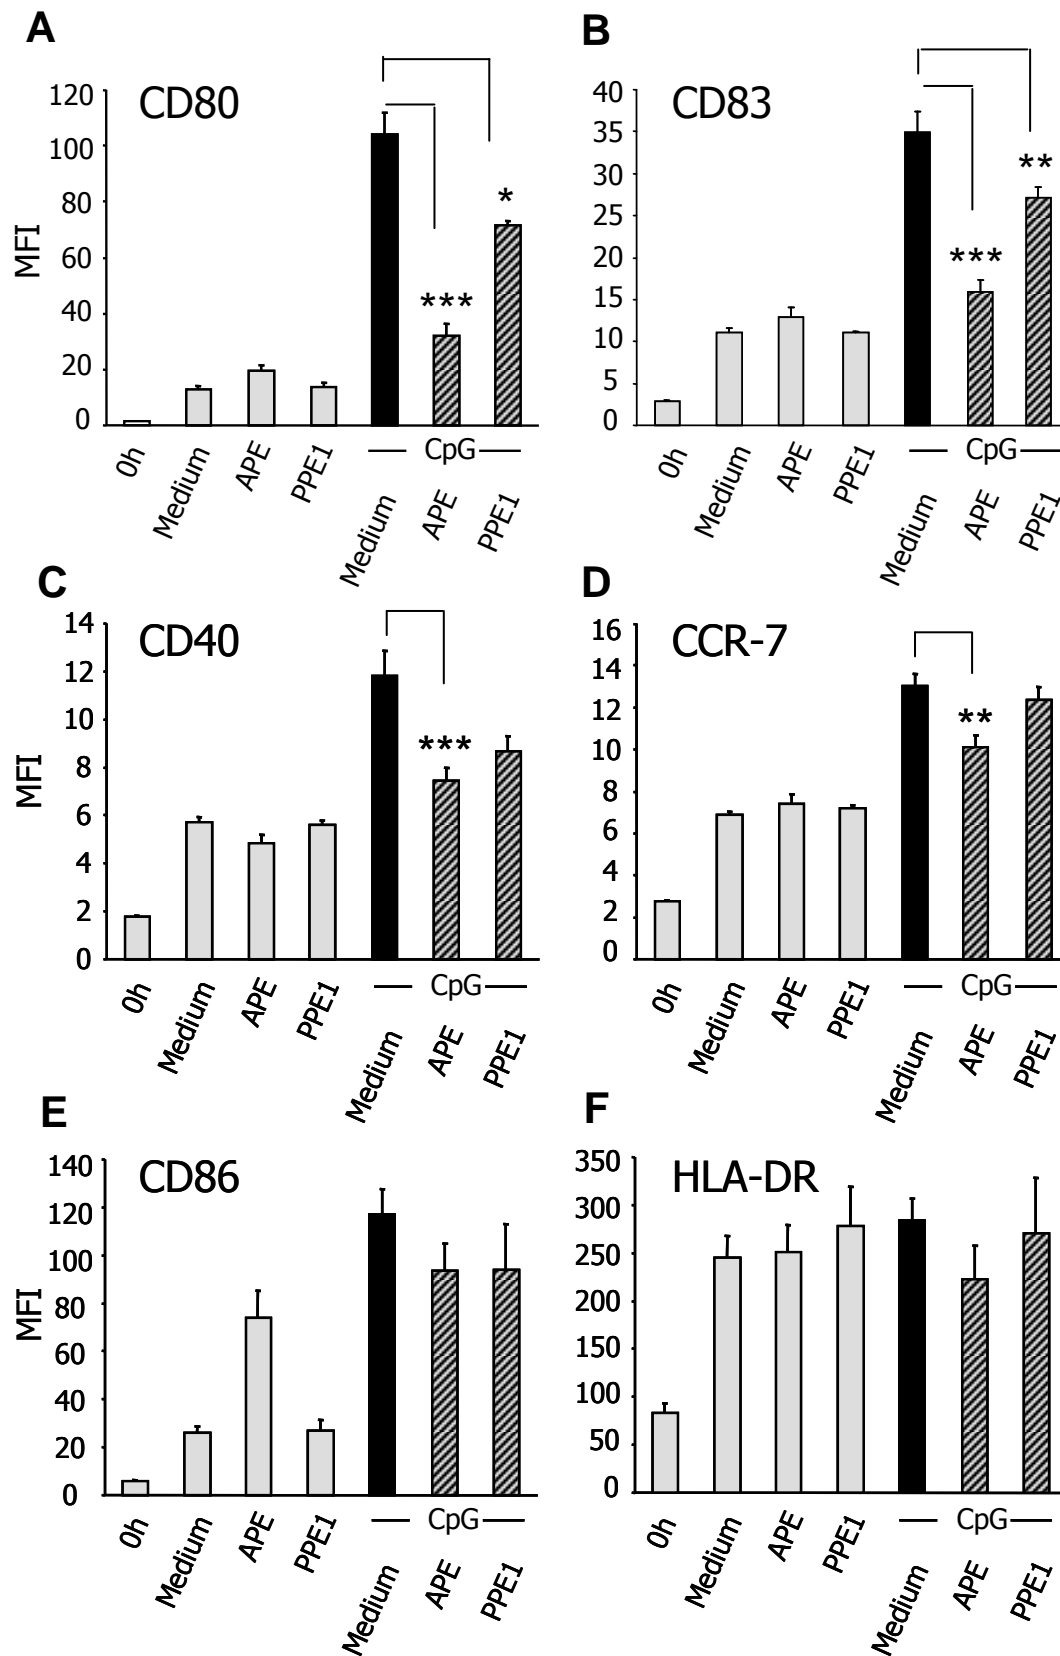 A
CD80
MFI
120
100
80
60
40
20
0
***
*
0h
Medium
APE
PPE1
CpG
Medium
APE
PPE1
B
CD83
40
35
30
25
20
15
10
5
0
***
**
0h
Medium
APE
PPE1
CpG
Medium
APE
PPE1
C
CD40
MFI
14
12
10
8
6
4
2
0
***
0h
Medium
APE
PPE1
CpG
Medium
APE
PPE1
D
CCR-7
16
14
12
10
8
6
4
2
0
**
0h
Medium
APE
PPE1
CpG
Medium
APE
PPE1
E
CD86
MFI
140
120
100
80
60
40
20
0
0h
Medium
APE
PPE1
CpG
Medium
APE
PPE1
F
HLA-DR
350
300
250
200
150
100
50
0
0h
Medium
APE
PPE1
CpG
Medium
APE
PPE1